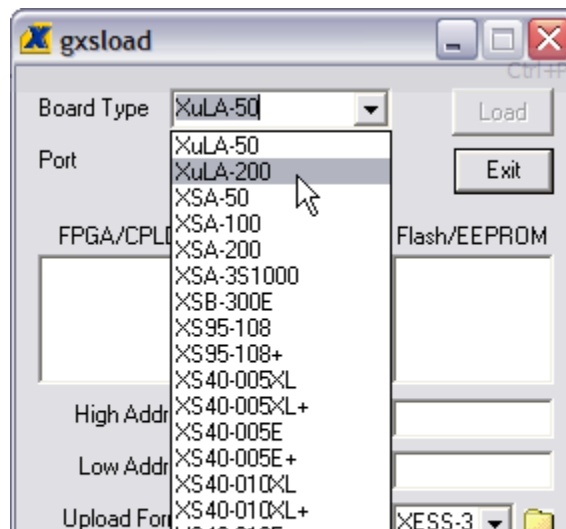 gxsload
Ctrl+P
Board Type XuLA-50 Load
Port
Exit
XuLA-50
XuLA-200
XSA-50
XSA-100
XSA-200
XSA-3S1000
XSB-300E
XS95-108
XS95-108+
XS40-005XL
XS40-005XL+
XS40-005E
XS40-005E+
XS40-010XL
XS40-010XL+
FPGA/CPLD Flash/EEPROM
High Addr
Low Addr
Upload For XESS-3